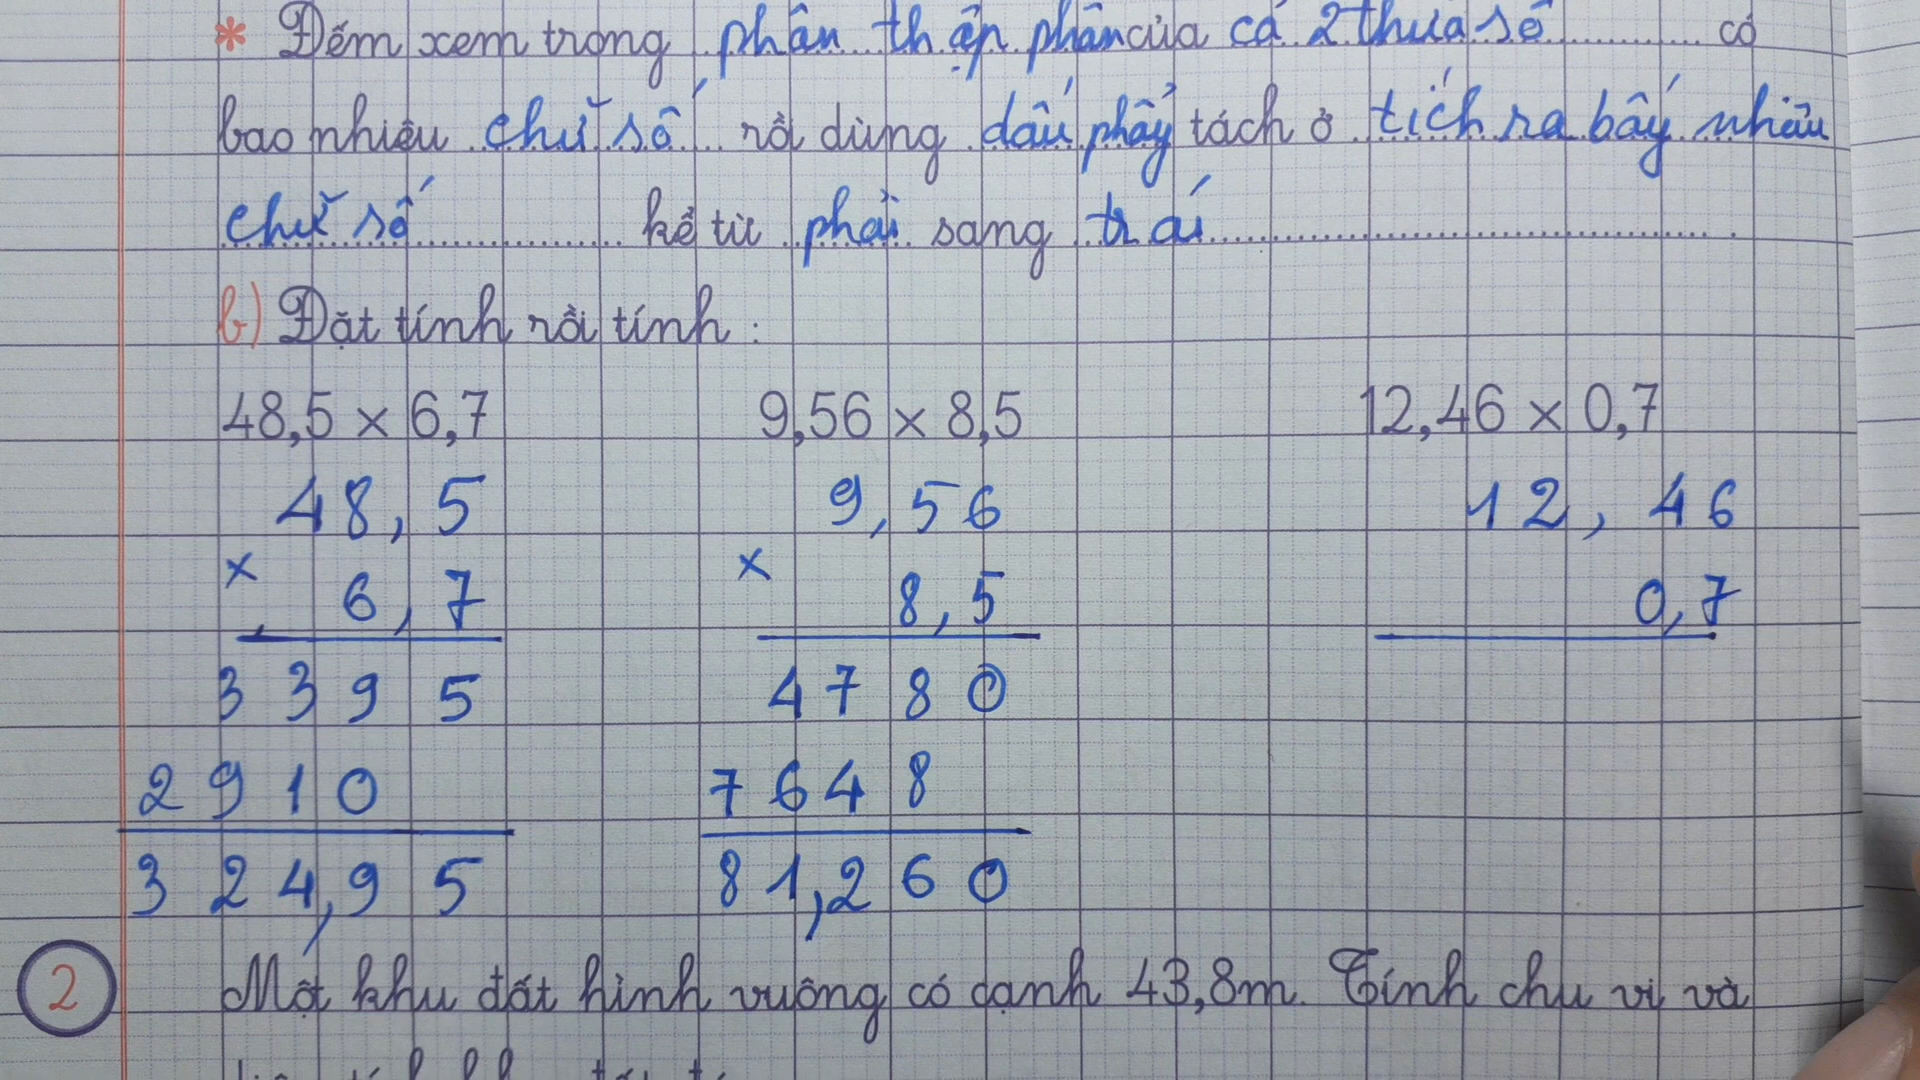 * Đếm xem trong phần thập phân của cả 2 thừa số ........ có
bao nhiêu chữ số rồi dùng dấu phẩy tách ở tích ra bấy nhiêu
chữ số ........ kể từ phải sang trái ........
b) Đặt tính rồi tính :
48,5 × 6,7 9,56 × 8,5 12,46 × 0,7
48,5 9,56 12,46
× 6,7 × 8,5 0,7
3395 4780
2910 7648
324,95 81,260
2 Một khu đất hình vuông có cạnh 43,8m. Tính chu vi và